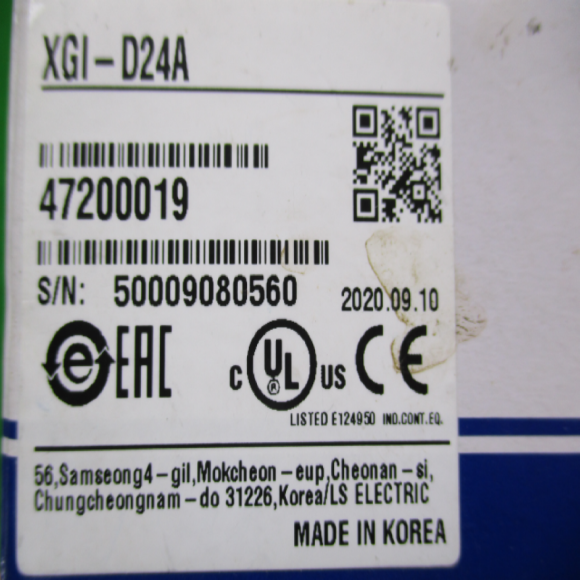 XGI-D24A
47200019
S/N: 50009080560
2020.09.10
e EAC
C UL US CE
®
LISTED E124950 IND.CONT.EQ.
56,Samseong4-gil,Mokcheon-eup,Cheonan-si,
Chungcheongnam-do 31226,Korea/LS ELECTRIC
MADE IN KOREA